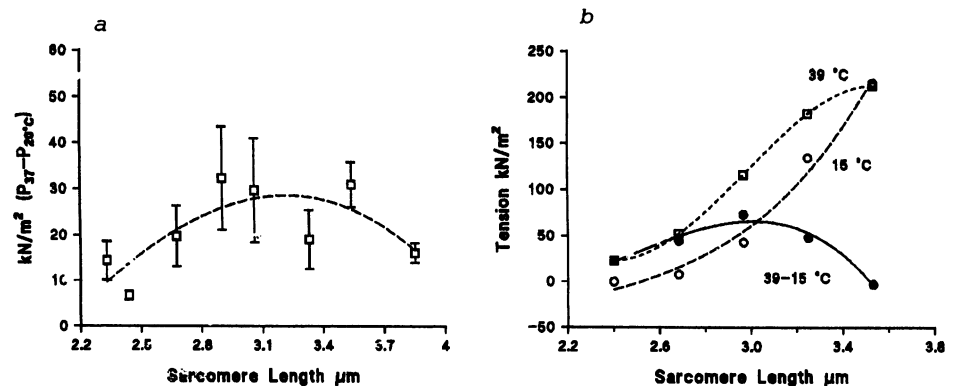 a
60
50
40
30
20
10
0
kN/m² (P₃₇–P₂₀°C)
2.2 2.5 2.8 3.1 3.4 3.7 4
Sarcomere Length µm
b
250
200
150
100
50
0
−50
Tension kN/m²
39 °C
15 °C
39–15 °C
2.2 2.6 3.0 3.4 3.8
Sarcomere Length µm